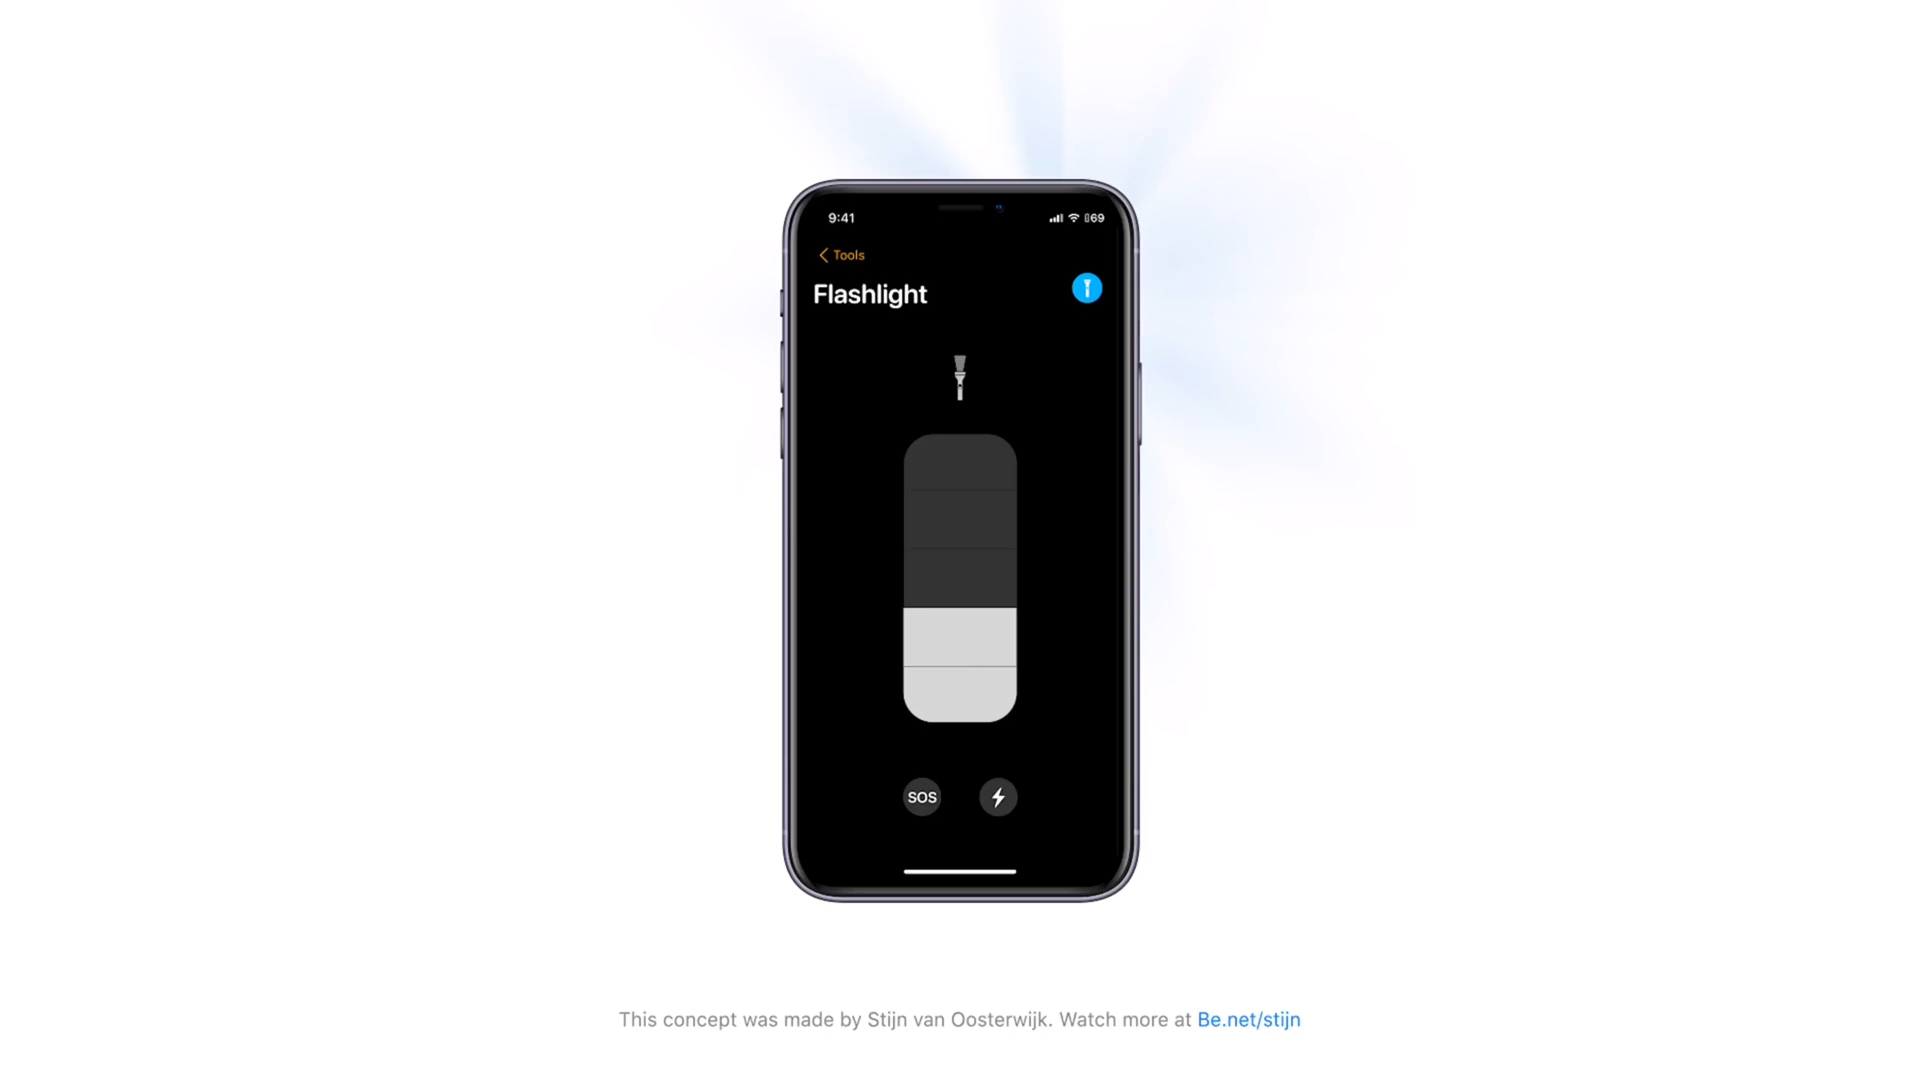 9:41
69
Tools
Flashlight
SOS
This concept was made by Stijn van Oosterwijk. Watch more at Be.net/stijn